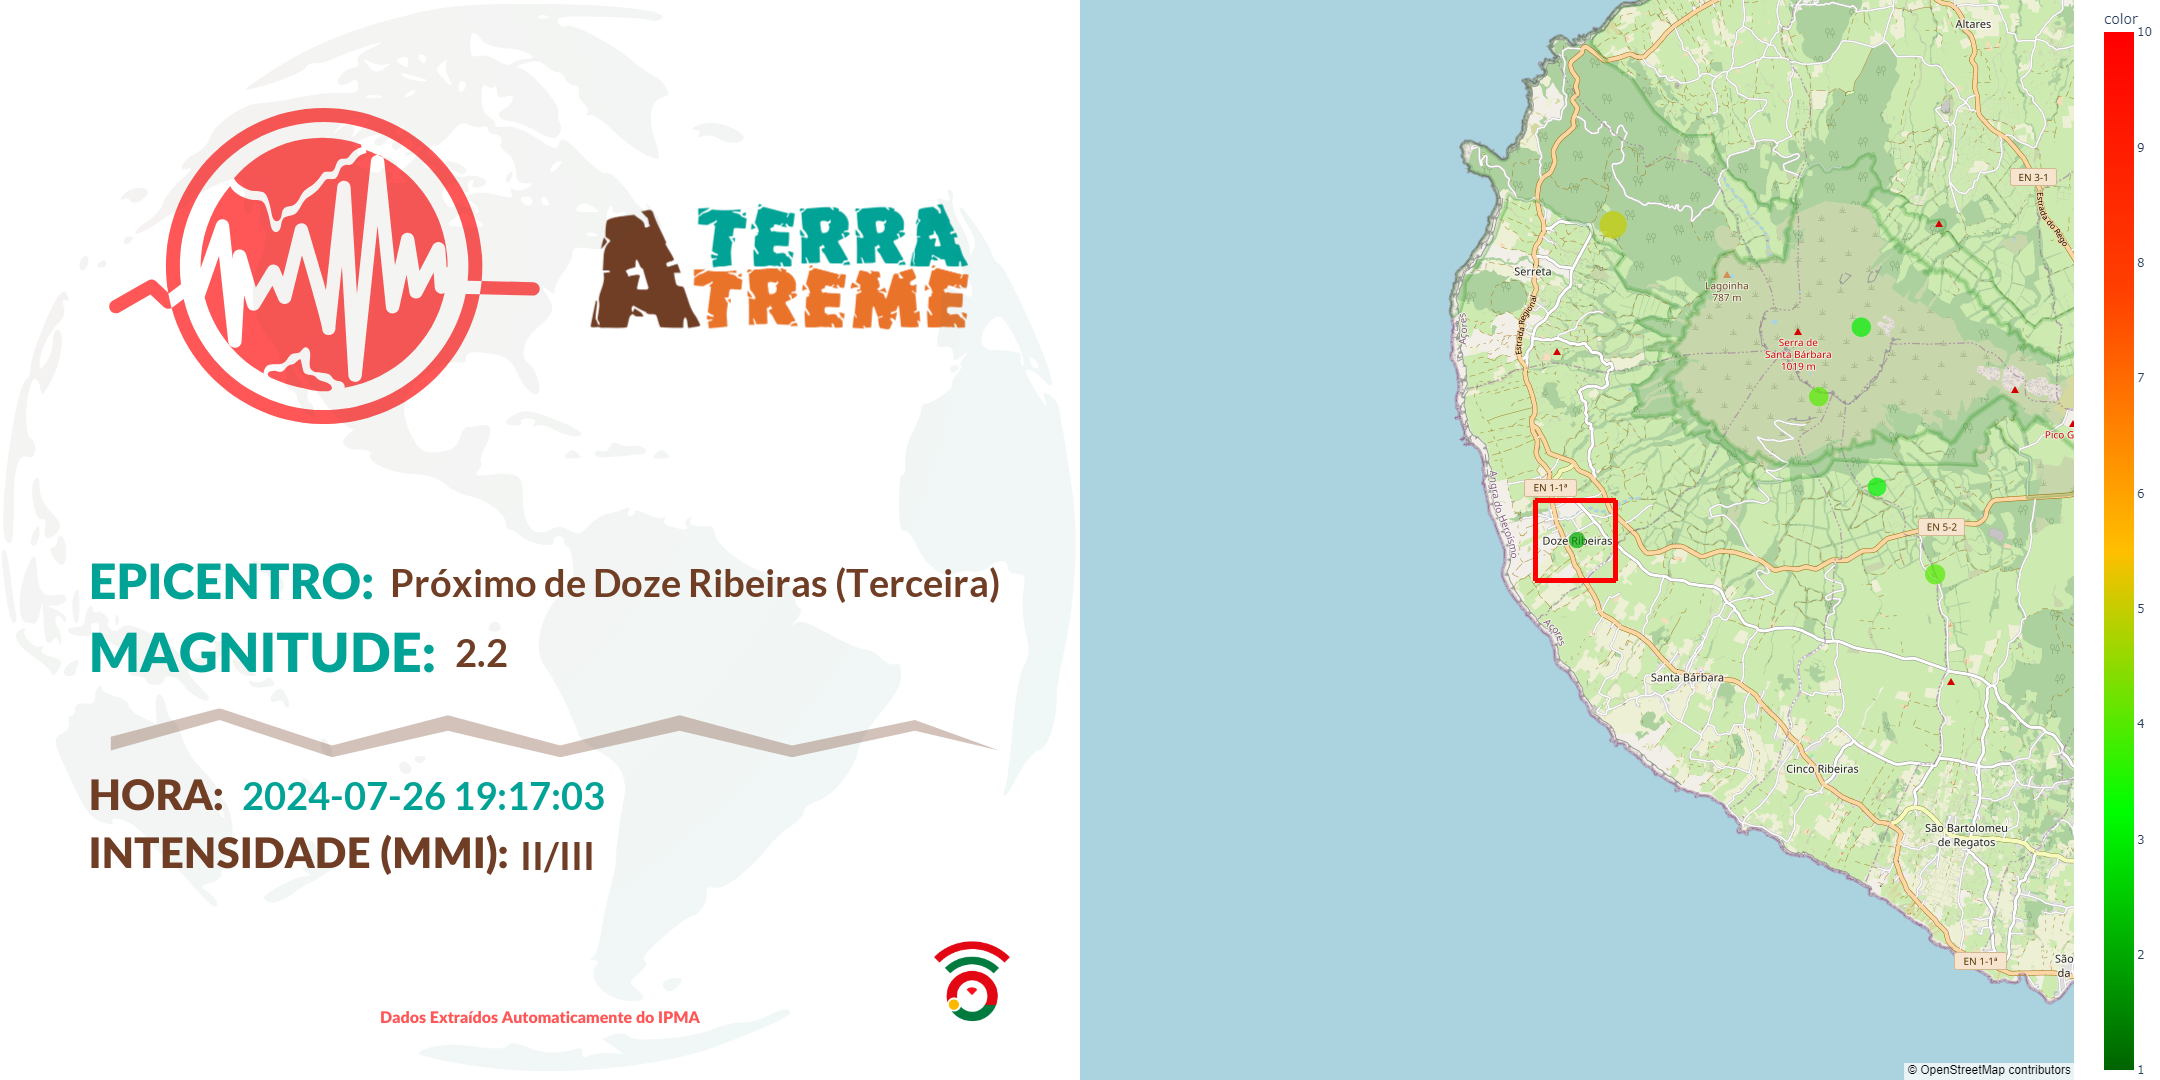 A TERRA
TREME
EPICENTRO: Próximo de Doze Ribeiras (Terceira)
MAGNITUDE: 2.2
HORA: 2024-07-26 19:17:03
INTENSIDADE (MMI): II/III
Dados Extraídos Automaticamente do IPMA
Altares
EN 3-1
Estrada do Rego
Serreta
Lagoinha
787 m
Açores
Estrada Regional
Serra de
Santa Bárbara
1019 m
Pico G
EN 1-1ª
Angra do Heroísmo
EN 5-2
Doze Ribeiras
Açores
Santa Bárbara
Cinco Ribeiras
São Bartolomeu
de Regatos
EN 1-1ª
São
da
© OpenStreetMap contributors
color
10
9
8
7
6
5
4
3
2
1